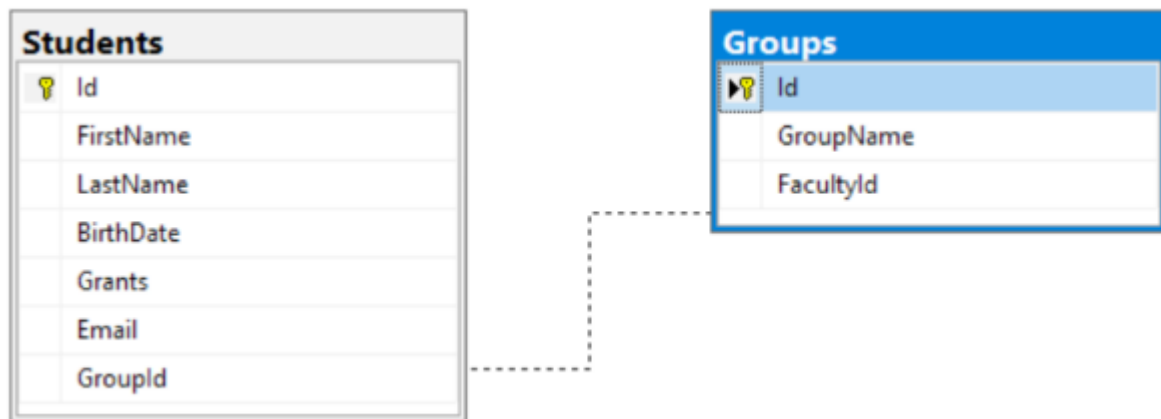 Students
Id
FirstName
LastName
BirthDate
Grants
Email
GroupId
Groups
Id
GroupName
FacultyId